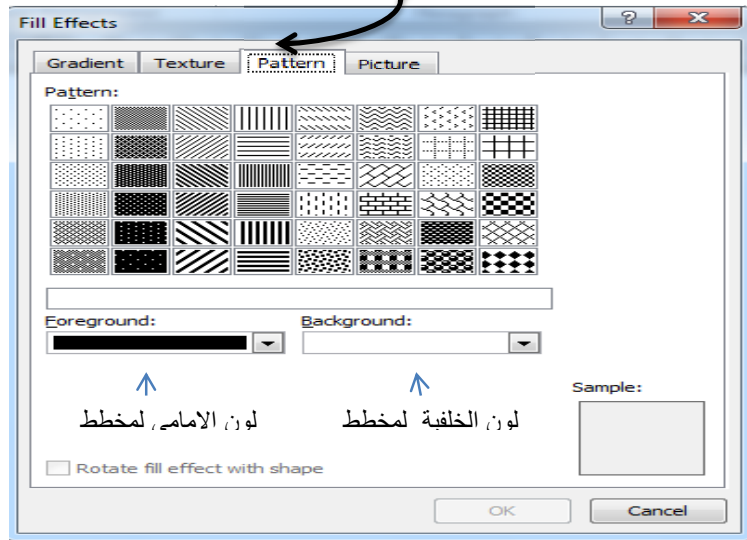 Fill Effects
Gradient Texture Pattern Picture
Pattern:
Foreground: Background:
Sample:
لون الامامي لمخطط
لون الخلفية لمخطط
Rotate fill effect with shape
OK Cancel